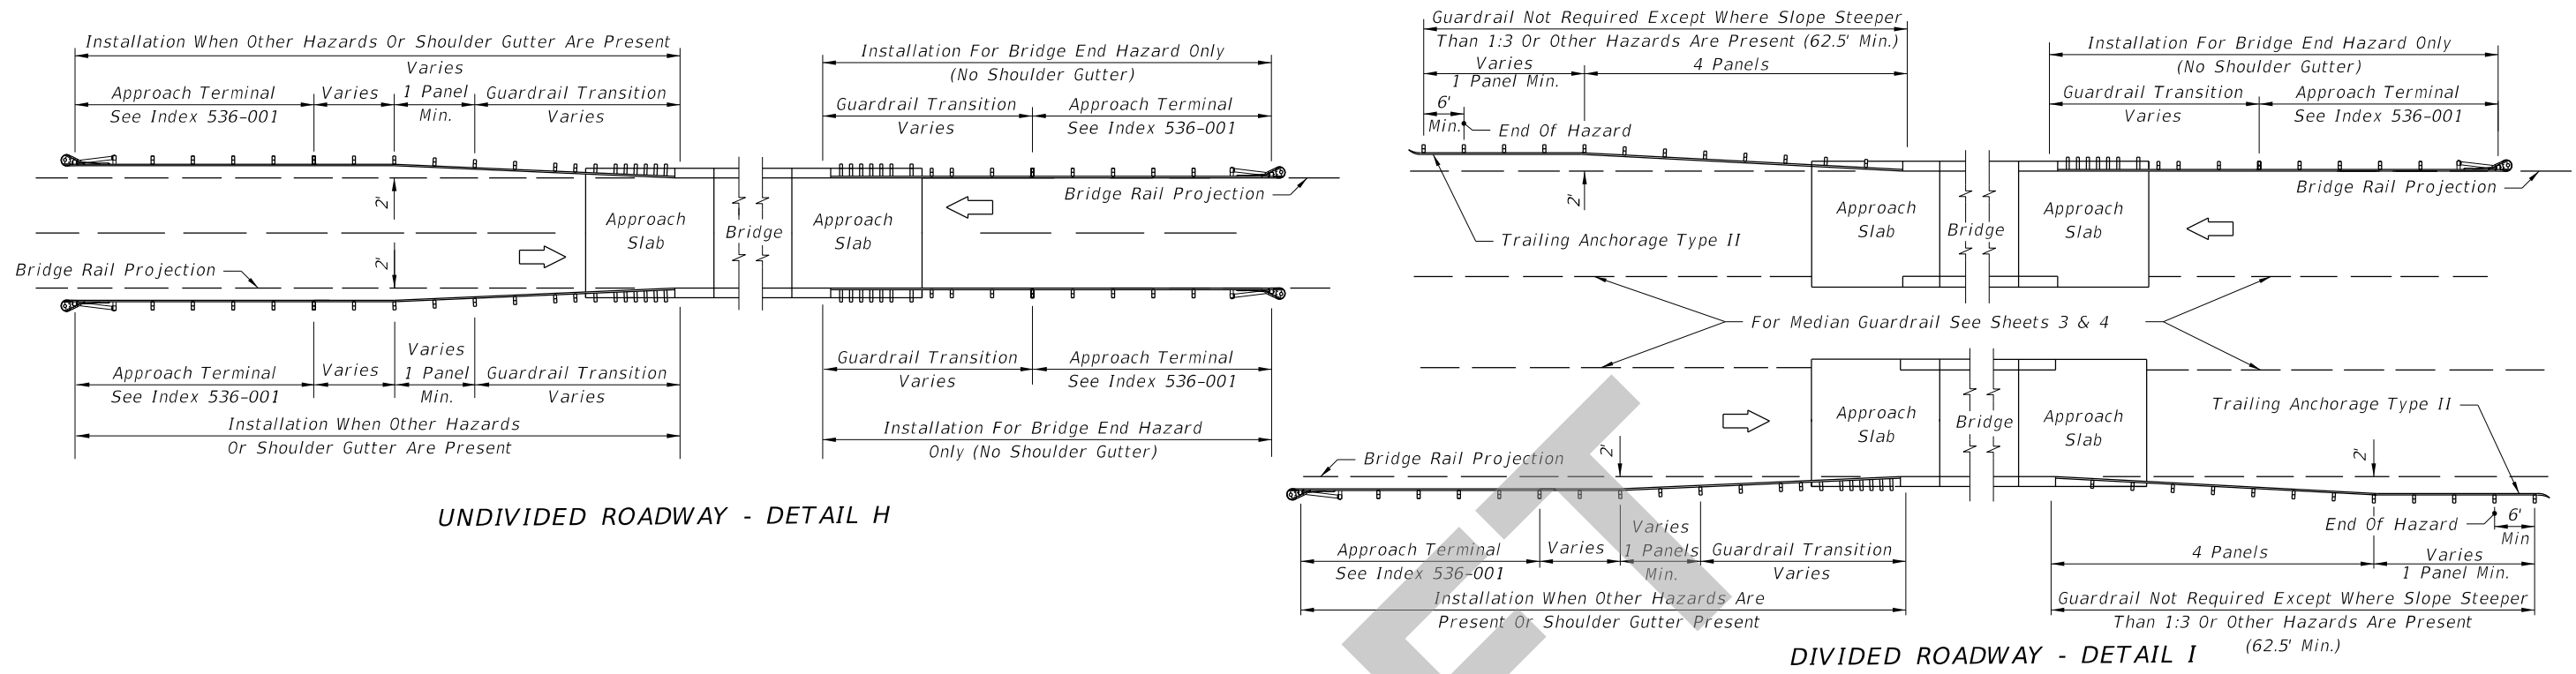 Installation When Other Hazards Or Shoulder Gutter Are Present
Varies
Approach Terminal
Varies
1 Panel
Guardrail Transition
See Index 536-001
Min.
Varies
Installation For Bridge End Hazard Only
(No Shoulder Gutter)
Guardrail Transition
Approach Terminal
Varies
See Index 536-001
2'
2'
Bridge Rail Projection
Approach
Slab
Bridge
Approach
Slab
Bridge Rail Projection
Varies
Approach Terminal
Varies
1 Panel
Guardrail Transition
See Index 536-001
Min.
Varies
Installation When Other Hazards
Or Shoulder Gutter Are Present
Guardrail Transition
Approach Terminal
Varies
See Index 536-001
Installation For Bridge End Hazard
Only (No Shoulder Gutter)
UNDIVIDED ROADWAY - DETAIL H
Guardrail Not Required Except Where Slope Steeper
Than 1:3 Or Other Hazards Are Present (62.5' Min.)
Varies
4 Panels
1 Panel Min.
6'
Min.
End Of Hazard
2'
Trailing Anchorage Type II
Installation For Bridge End Hazard Only
(No Shoulder Gutter)
Guardrail Transition
Approach Terminal
Varies
See Index 536-001
Bridge Rail Projection
Approach
Slab
Bridge
Approach
Slab
For Median Guardrail See Sheets 3 & 4
Approach
Slab
Bridge
Approach
Slab
Trailing Anchorage Type II
Bridge Rail Projection
2'
2'
End Of Hazard
6'
Min
Varies
Approach Terminal
Varies
1 Panels
Guardrail Transition
See Index 536-001
Min.
Varies
Installation When Other Hazards Are
Present Or Shoulder Gutter Present
4 Panels
Varies
1 Panel Min.
Guardrail Not Required Except Where Slope Steeper
Than 1:3 Or Other Hazards Are Present
(62.5' Min.)
DIVIDED ROADWAY - DETAIL I